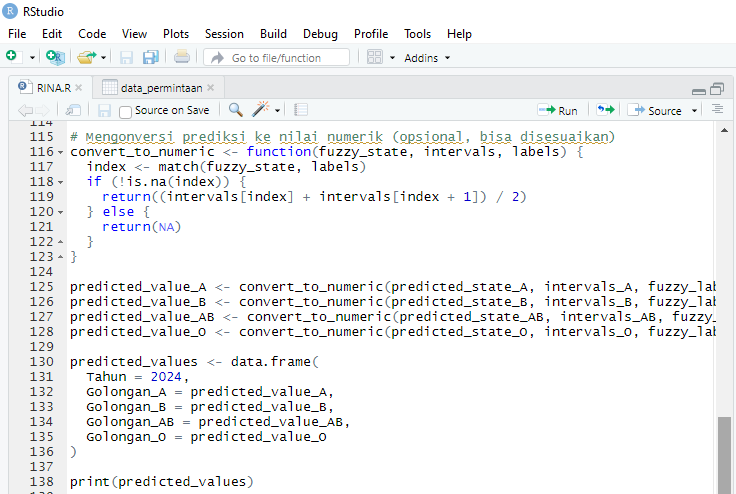 RStudio
File Edit Code View Plots Session Build Debug Profile Tools Help
Go to file/function Addins
RINA.R data_permintaan
Source on Save Run Source
114
115 # Mengonversi prediksi ke nilai numerik (opsional, bisa disesuaikan)
116 convert_to_numeric <- function(fuzzy_state, intervals, labels) {
117 index <- match(fuzzy_state, labels)
118 if (!is.na(index)) {
119 return((intervals[index] + intervals[index + 1]) / 2)
120 } else {
121 return(NA)
122 }
123 }
124
125 predicted_value_A <- convert_to_numeric(predicted_state_A, intervals_A, fuzzy_lab
126 predicted_value_B <- convert_to_numeric(predicted_state_B, intervals_B, fuzzy_lab
127 predicted_value_AB <- convert_to_numeric(predicted_state_AB, intervals_AB, fuzzy_
128 predicted_value_O <- convert_to_numeric(predicted_state_O, intervals_O, fuzzy_lab
129
130 predicted_values <- data.frame(
131 Tahun = 2024,
132 Golongan_A = predicted_value_A,
133 Golongan_B = predicted_value_B,
134 Golongan_AB = predicted_value_AB,
135 Golongan_O = predicted_value_O
136 )
137
138 print(predicted_values)